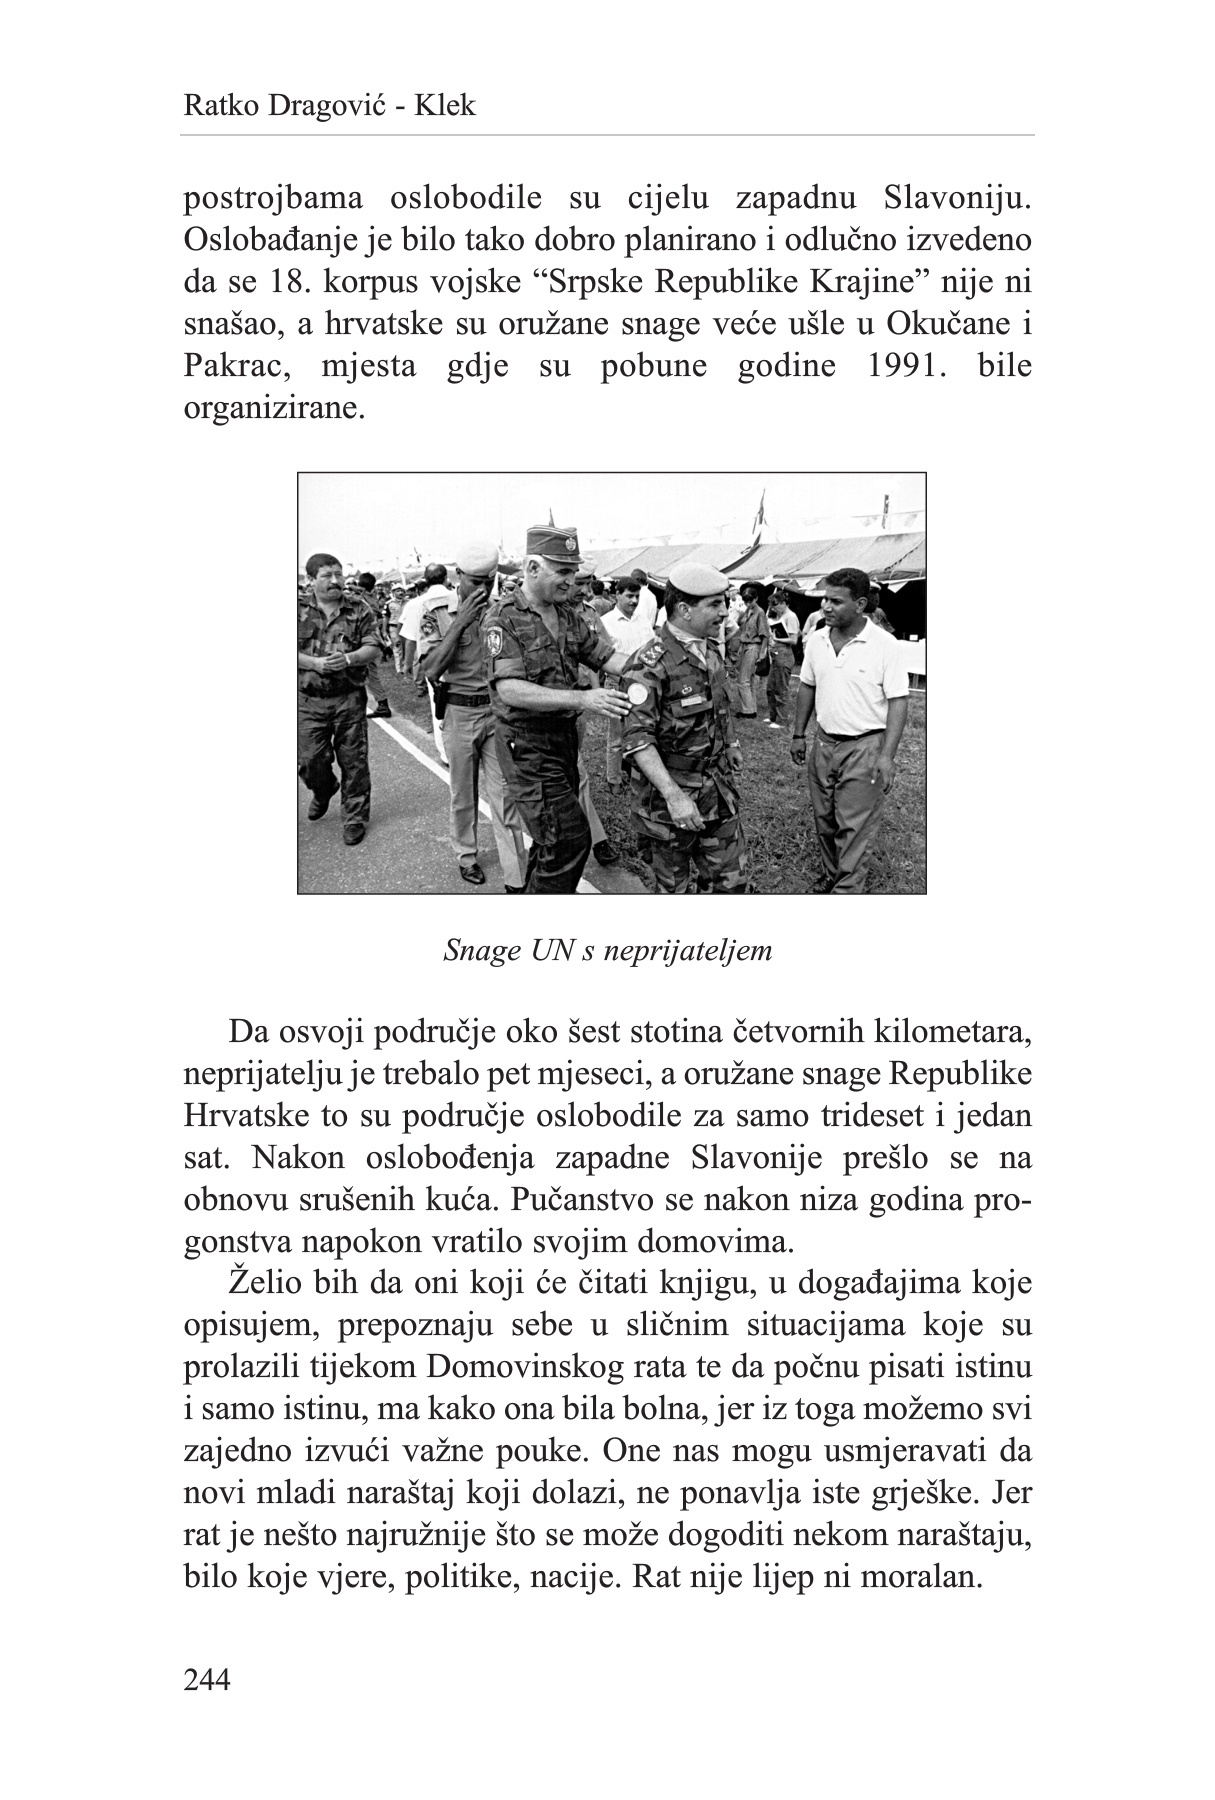 Ratko Dragović - Klek
postrojbama oslobodile su cijelu zapadnu Slavoniju.
Oslobađanje je bilo tako dobro planirano i odlučno izvedeno
da se 18. korpus vojske “Srpske Republike Krajine” nije ni
snašao, a hrvatske su oružane snage veće ušle u Okučane i
Pakrac, mjesta gdje su pobune godine 1991. bile
organizirane.
Snage UN s neprijateljem
Da osvoji područje oko šest stotina četvornih kilometara,
neprijatelju je trebalo pet mjeseci, a oružane snage Republike
Hrvatske to su područje oslobodile za samo trideset i jedan
sat. Nakon oslobođenja zapadne Slavonije prešlo se na
obnovu srušenih kuća. Pučanstvo se nakon niza godina pro-
gonstva napokon vratilo svojim domovima.
Želio bih da oni koji će čitati knjigu, u događajima koje
opisujem, prepoznaju sebe u sličnim situacijama koje su
prolazili tijekom Domovinskog rata te da počnu pisati istinu
i samo istinu, ma kako ona bila bolna, jer iz toga možemo svi
zajedno izvući važne pouke. One nas mogu usmjeravati da
novi mladi naraštaj koji dolazi, ne ponavlja iste grješke. Jer
rat je nešto najružnije što se može dogoditi nekom naraštaju,
bilo koje vjere, politike, nacije. Rat nije lijep ni moralan.
244